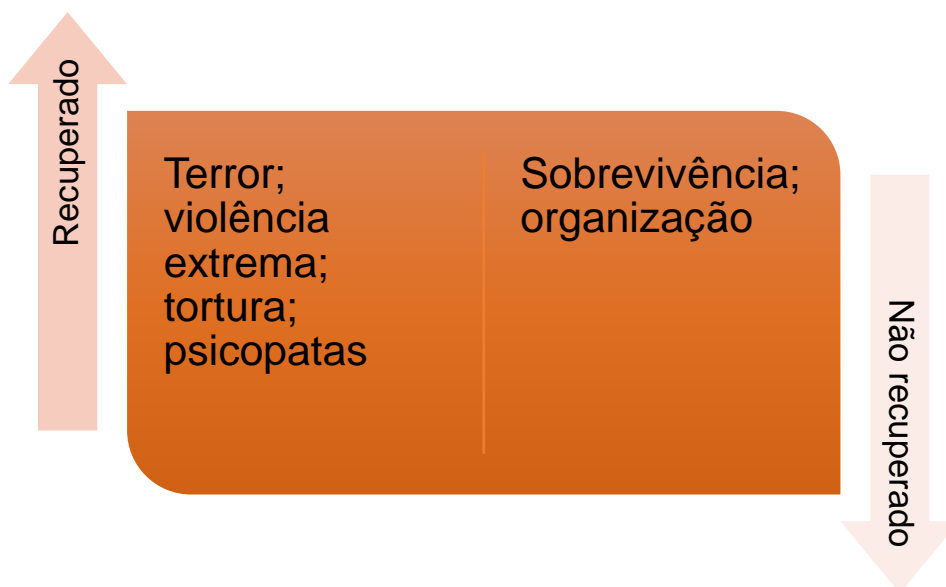 Recuperado
Terror;
violência
extrema;
tortura;
psicopatas
Sobrevivência;
organização
Não recuperado